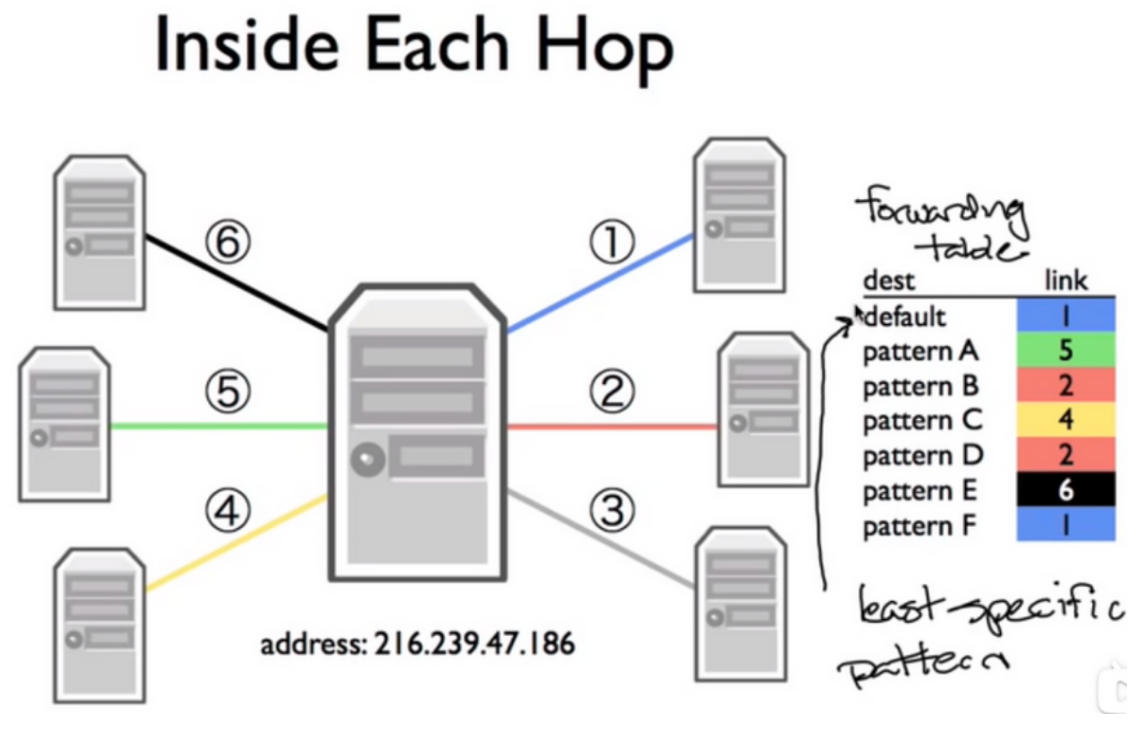 Inside Each Hop
⑥
①
⑤
②
④
③
address: 216.239.47.186
forwarding
table
dest link
default 1
pattern A 5
pattern B 2
pattern C 4
pattern D 2
pattern E 6
pattern F 1
least specific
pattern